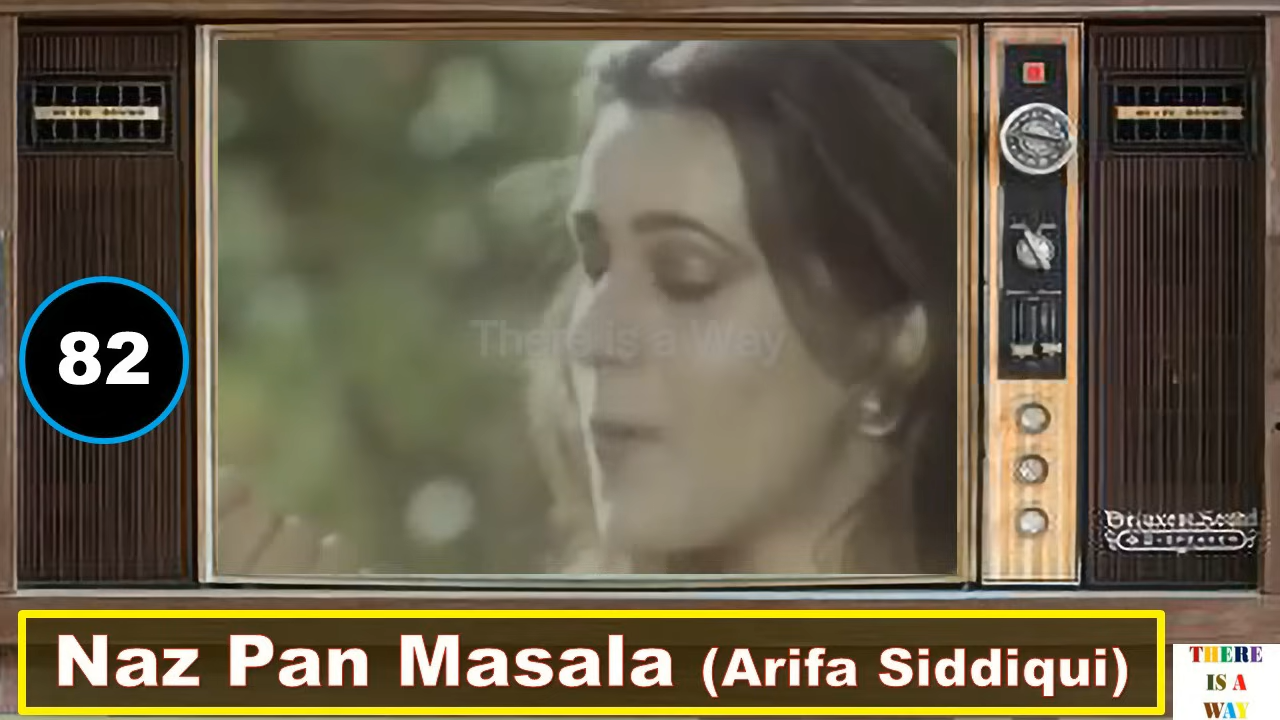 82
There is a Way
Naz Pan Masala (Arifa Siddiqui)
THERE
IS A
WAY